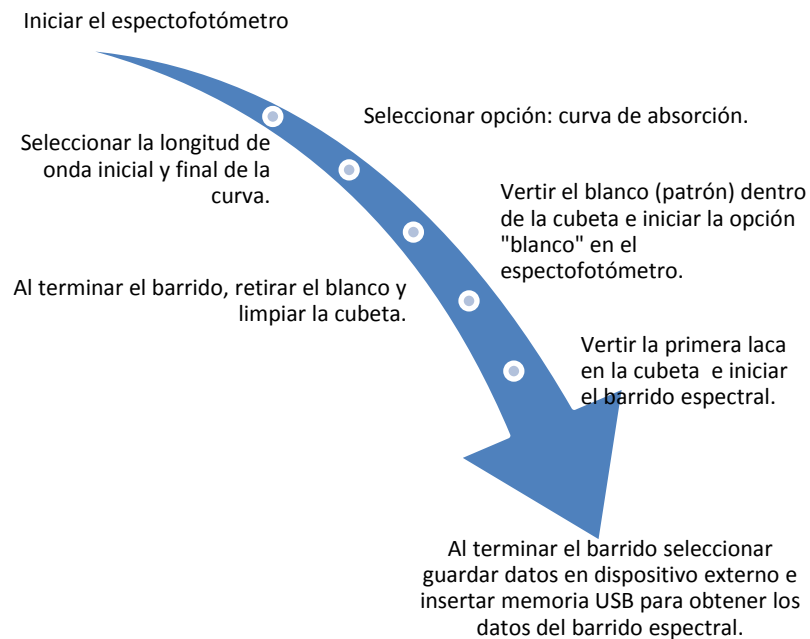 Iniciar el espectofotómetro
Seleccionar opción: curva de absorción.
Seleccionar la longitud de
onda inicial y final de la
curva.
Vertir el blanco (patrón) dentro
de la cubeta e iniciar la opción
"blanco" en el
espectofotómetro.
Al terminar el barrido, retirar el blanco y
limpiar la cubeta.
Vertir la primera laca
en la cubeta e iniciar
el barrido espectral.
Al terminar el barrido seleccionar
guardar datos en dispositivo externo e
insertar memoria USB para obtener los
datos del barrido espectral.